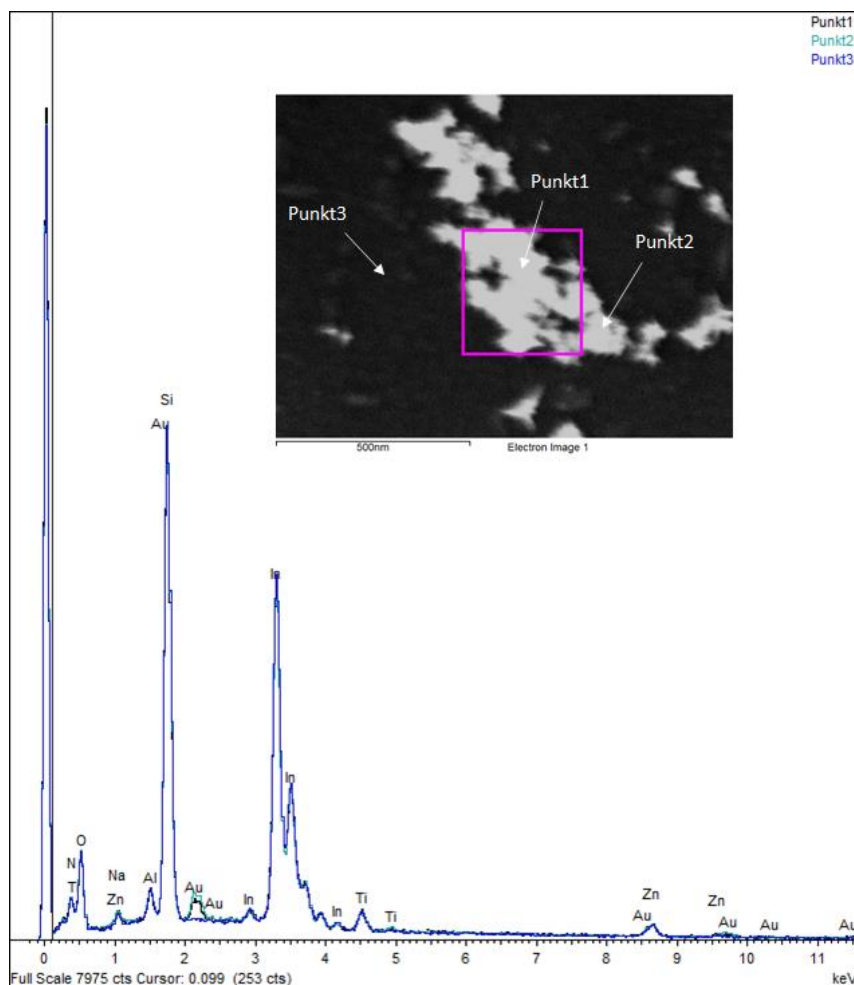 Punkt1
Punkt2
Punkt3
Punkt1
Punkt3
Punkt2
500nm Electron Image 1
Si
Au
In
In
O
N
T
Na
Zn
Al
Au
Au
In
In
Ti
Ti
Zn
Au
Zn
Au
Au
Au
0 1 2 3 4 5 6 7 8 9 10 11
Full Scale 7975 cts Cursor: 0.099 (253 cts) keV